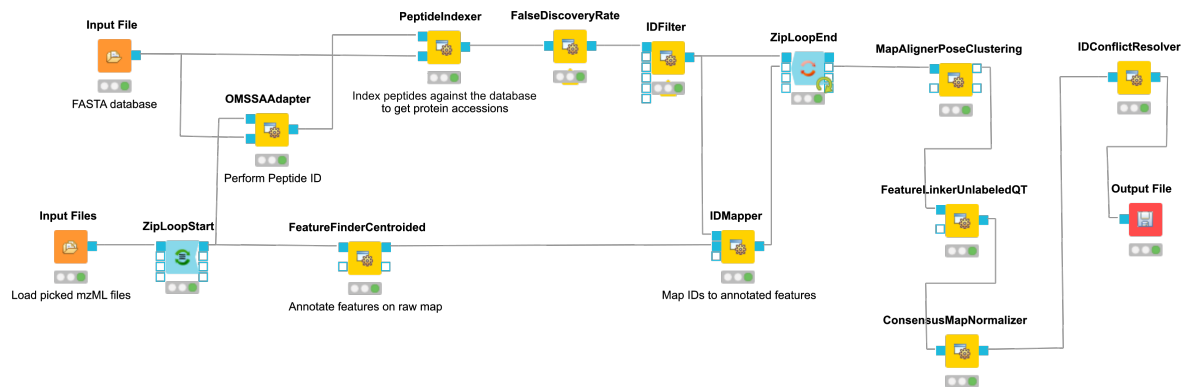 Input File
FASTA database
OMSSAAdapter
Perform Peptide ID
PeptideIndexer
Index peptides against the database
to get protein accessions
FalseDiscoveryRate
IDFilter
ZipLoopEnd
MapAlignerPoseClustering
IDConflictResolver
Input Files
Load picked mzML files
ZipLoopStart
FeatureFinderCentroided
Annotate features on raw map
IDMapper
Map IDs to annotated features
FeatureLinkerUnlabeledQT
Output File
ConsensusMapNormalizer